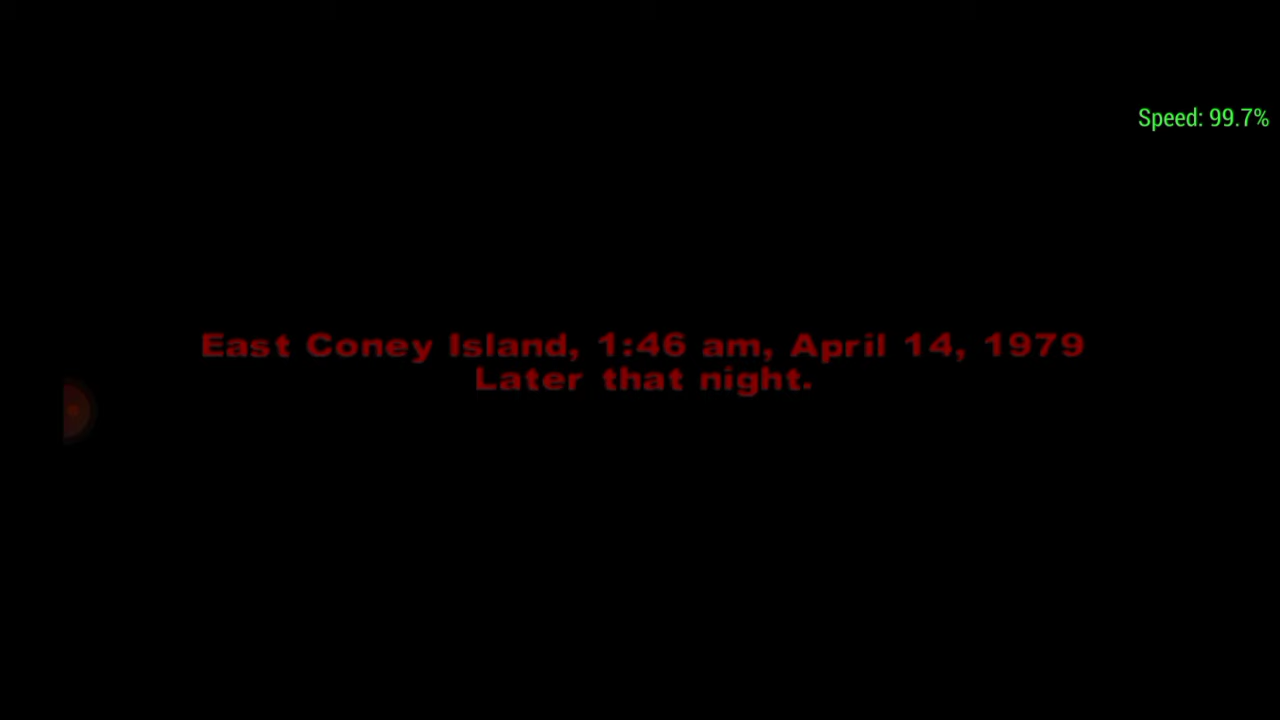 Speed: 99.7%
East Coney Island, 1:46 am, April 14, 1979
Later that night.